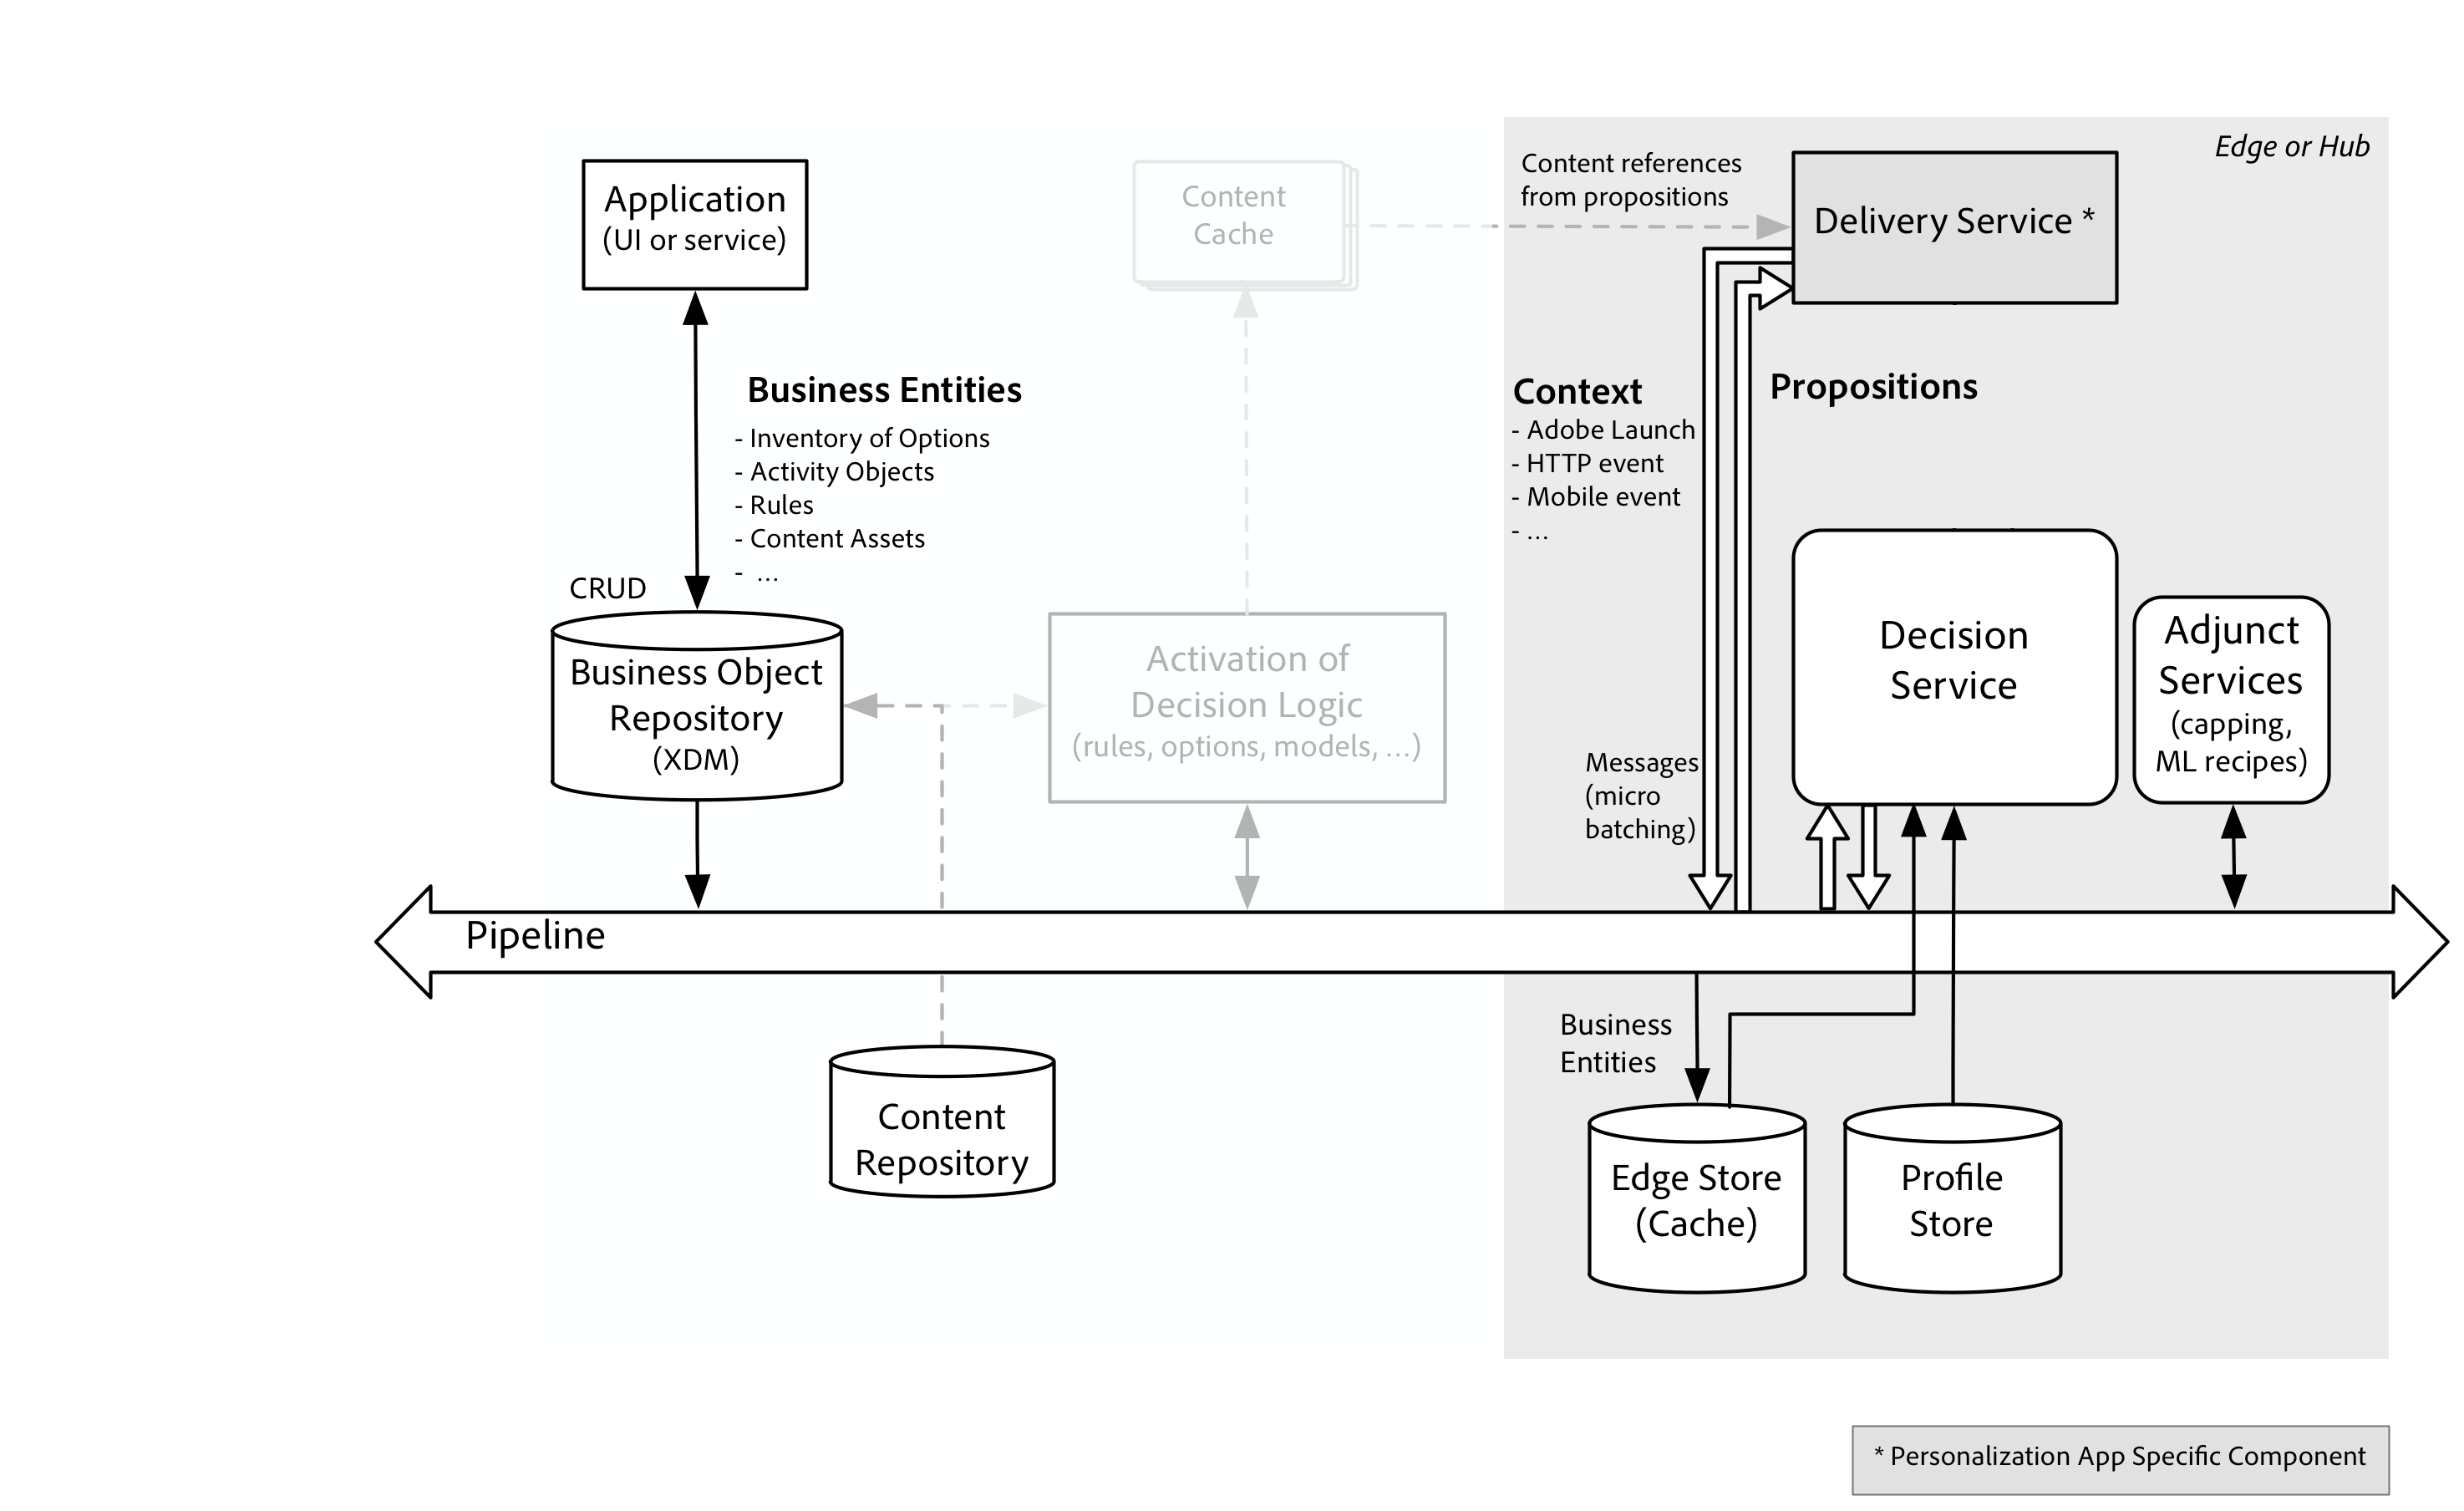 Edge or Hub
Application
(UI or service)
Content
Cache
Content references
from propositions
Delivery Service *
Business Entities
- Inventory of Options
- Activity Objects
- Rules
- Content Assets
- ...
Context
- Adobe Launch
- HTTP event
- Mobile event
- ...
Propositions
CRUD
Business Object
Repository
(XDM)
Activation of
Decision Logic
(rules, options, models, ...)
Messages
(micro
batching)
Decision
Service
Adjunct
Services
(capping,
ML recipes)
Pipeline
Content
Repository
Business
Entities
Edge Store
(Cache)
Profile
Store
* Personalization App Specific Component